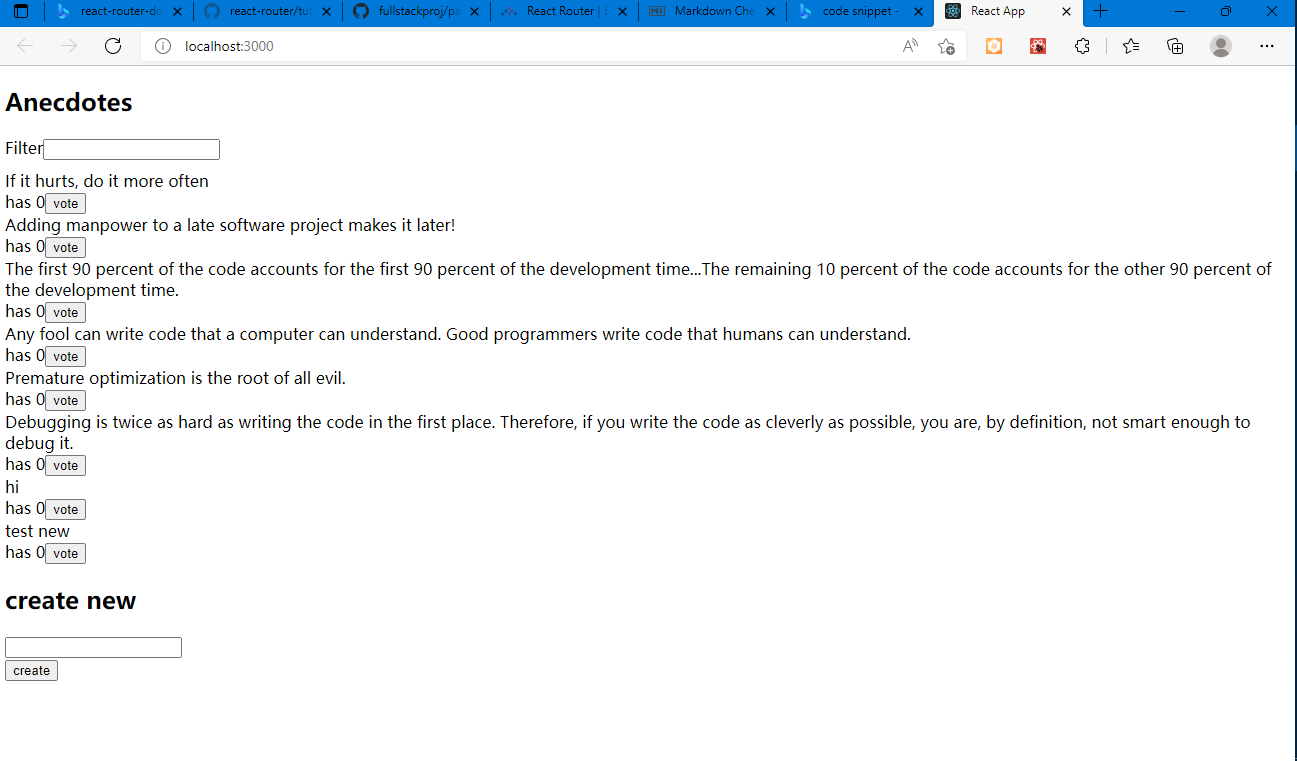 react-router-do
react-router/tu
fullstackproj/pa
React Router | E
Markdown Che
code snippet -
React App
localhost:3000
Anecdotes
Filter
If it hurts, do it more often
has 0 vote
Adding manpower to a late software project makes it later!
has 0 vote
The first 90 percent of the code accounts for the first 90 percent of the development time...The remaining 10 percent of the code accounts for the other 90 percent of
the development time.
has 0 vote
Any fool can write code that a computer can understand. Good programmers write code that humans can understand.
has 0 vote
Premature optimization is the root of all evil.
has 0 vote
Debugging is twice as hard as writing the code in the first place. Therefore, if you write the code as cleverly as possible, you are, by definition, not smart enough to
debug it.
has 0 vote
hi
has 0 vote
test new
has 0 vote
create new
create